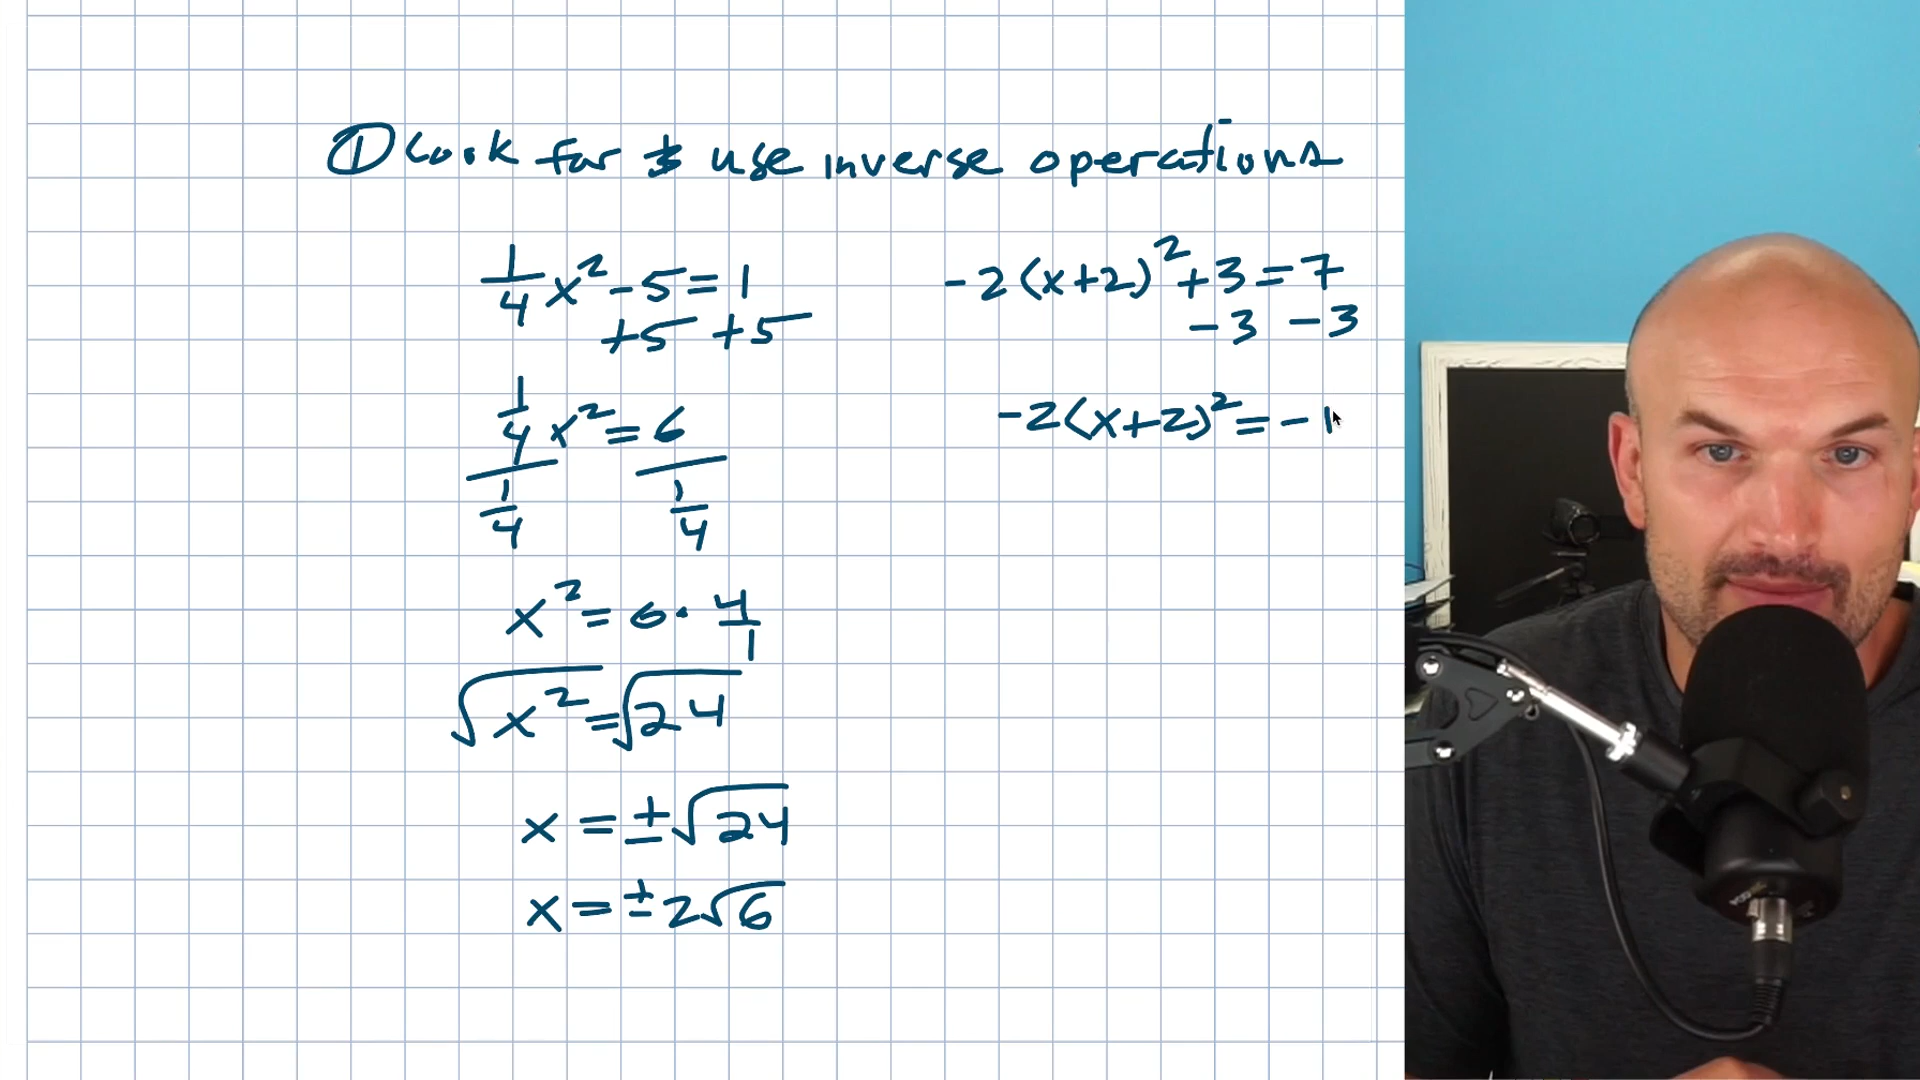 ① Look for & use inverse operations
1/4 x² - 5 = 1
+5 +5
1/4 x² = 6
1/4 1/4
x² = 6 · 4/1
√x² = √24
x = ±√24
x = ±2√6
-2(x+2)² + 3 = 7
-3 -3
-2(x+2)² = -1